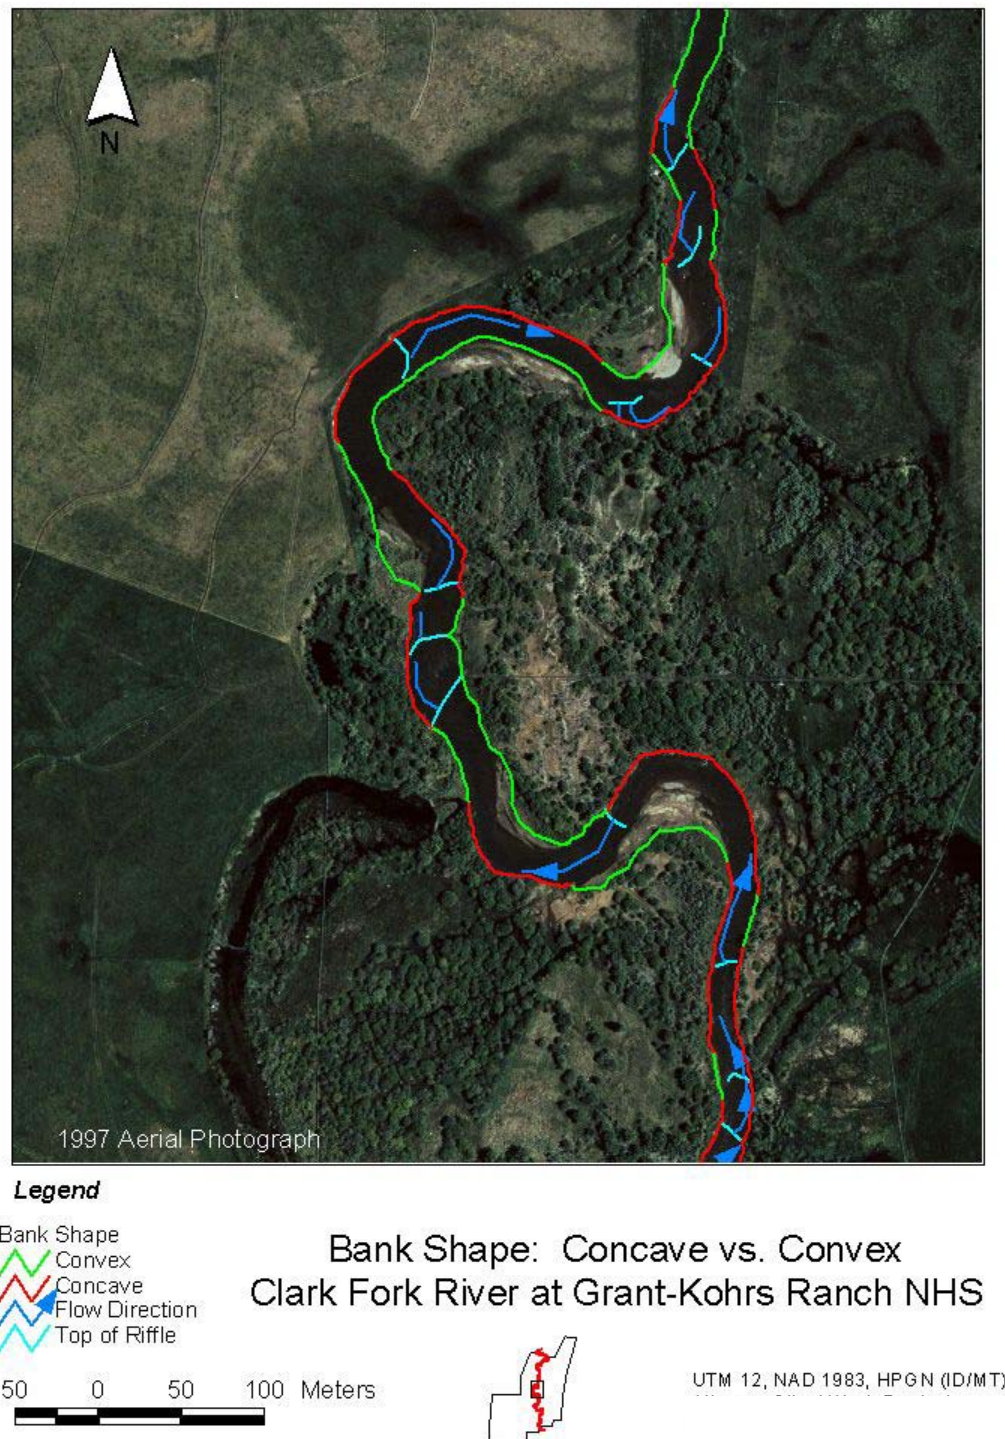 N
1997 Aerial Photograph
Legend
Bank Shape
Convex
Concave
Flow Direction
Top of Riffle
Bank Shape: Concave vs. Convex
Clark Fork River at Grant-Kohrs Ranch NHS
50 0 50 100 Meters
UTM 12, NAD 1983, HPGN (ID/MT)